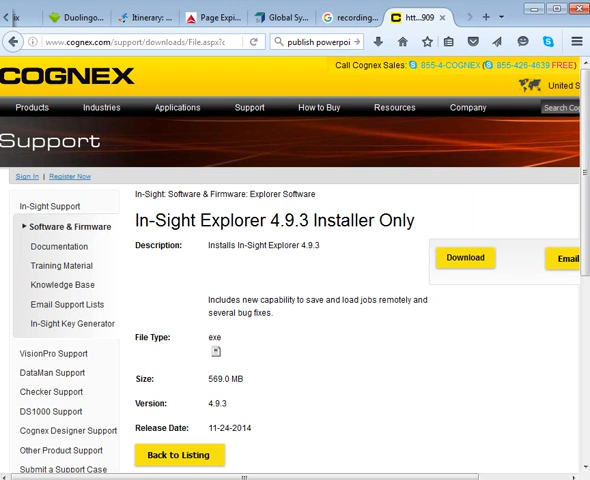 ix
Duolingo...
Itinerary: ...
Page Expi...
Global Sy...
recording...
htt...909
www.cognex.com/support/downloads/File.aspx?c
publish powerpoi
COGNEX
Call Cognex Sales: 855-4-COGNEX ( 855-426-4639 FREE)
United S
Products Industries Applications Support How to Buy Resources Company Search Cog
Support
Sign In | Register Now
In-Sight Support
Software & Firmware
Documentation
Training Material
Knowledge Base
Email Support Lists
In-Sight Key Generator
VisionPro Support
DataMan Support
Checker Support
DS1000 Support
Cognex Designer Support
Other Product Support
Submit a Support Case
In-Sight: Software & Firmware: Explorer Software
In-Sight Explorer 4.9.3 Installer Only
Description: Installs In-Sight Explorer 4.9.3
Includes new capability to save and load jobs remotely and
several bug fixes.
Download
Email
File Type: exe
Size: 569.0 MB
Version: 4.9.3
Release Date: 11-24-2014
Back to Listing